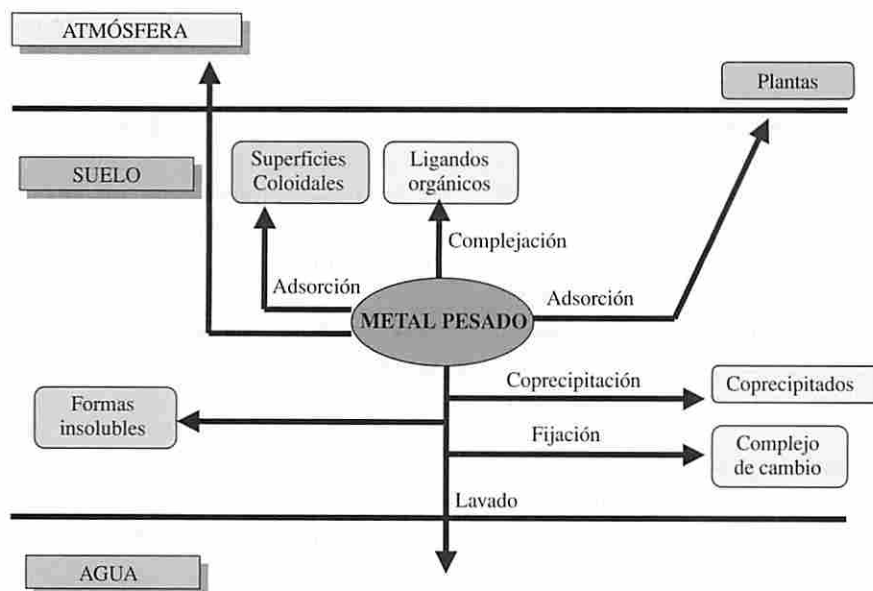 ATMÓSFERA
Plantas
SUELO
Superficies
Coloidales
Ligandos
orgánicos
Complejación
Adsorción
METAL PESADO
Adsorción
Coprecipitación
Coprecipitados
Formas
insolubles
Fijación
Complejo
de cambio
Lavado
AGUA